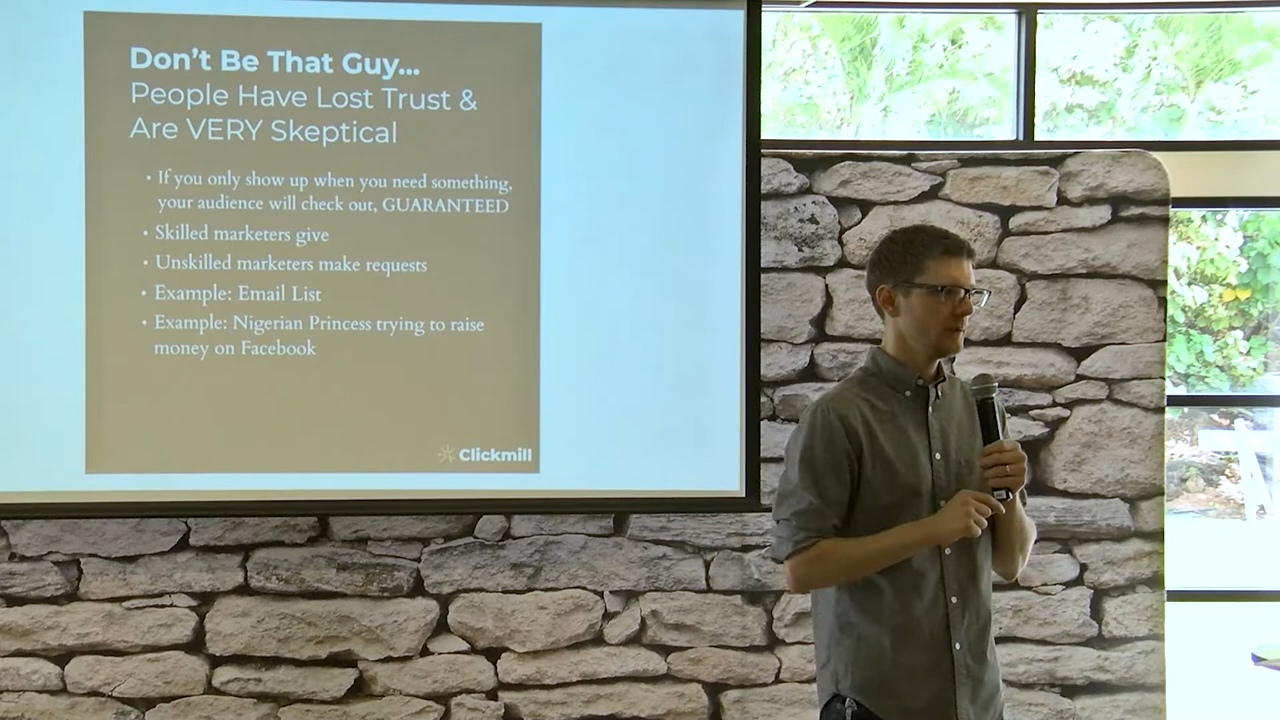 Don't Be That Guy...
People Have Lost Trust &
Are VERY Skeptical
• If you only show up when you need something,
your audience will check out, GUARANTEED
• Skilled marketers give
• Unskilled marketers make requests
• Example: Email List
• Example: Nigerian Princess trying to raise
money on Facebook
Clickmill